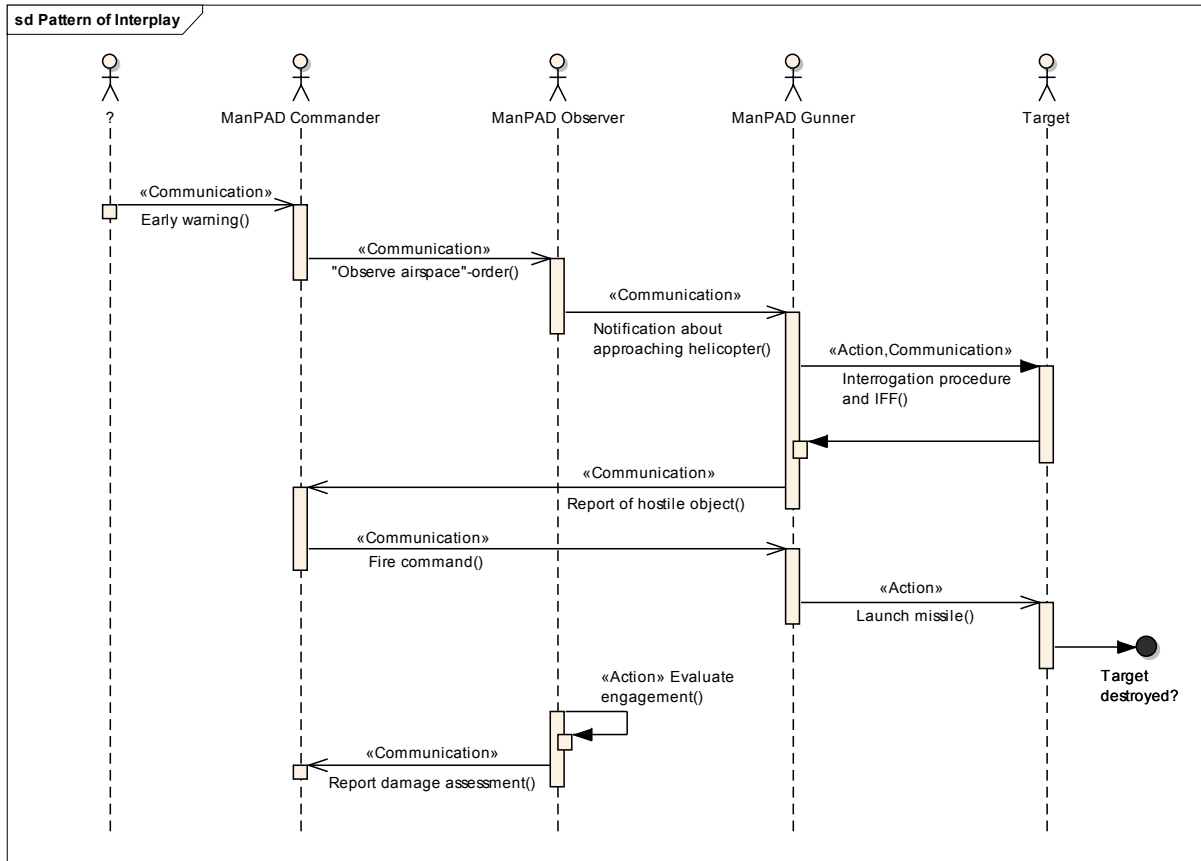 sd Pattern of Interplay
?
ManPAD Commander
ManPAD Observer
ManPAD Gunner
Target
«Communication»
Early warning()
«Communication»
"Observe airspace"-order()
«Communication»
Notification about
approaching helicopter()
«Action,Communication»
Interrogation procedure
and IFF()
«Communication»
Report of hostile object()
«Communication»
Fire command()
«Action»
Launch missile()
Target
destroyed?
«Action» Evaluate
engagement()
«Communication»
Report damage assessment()